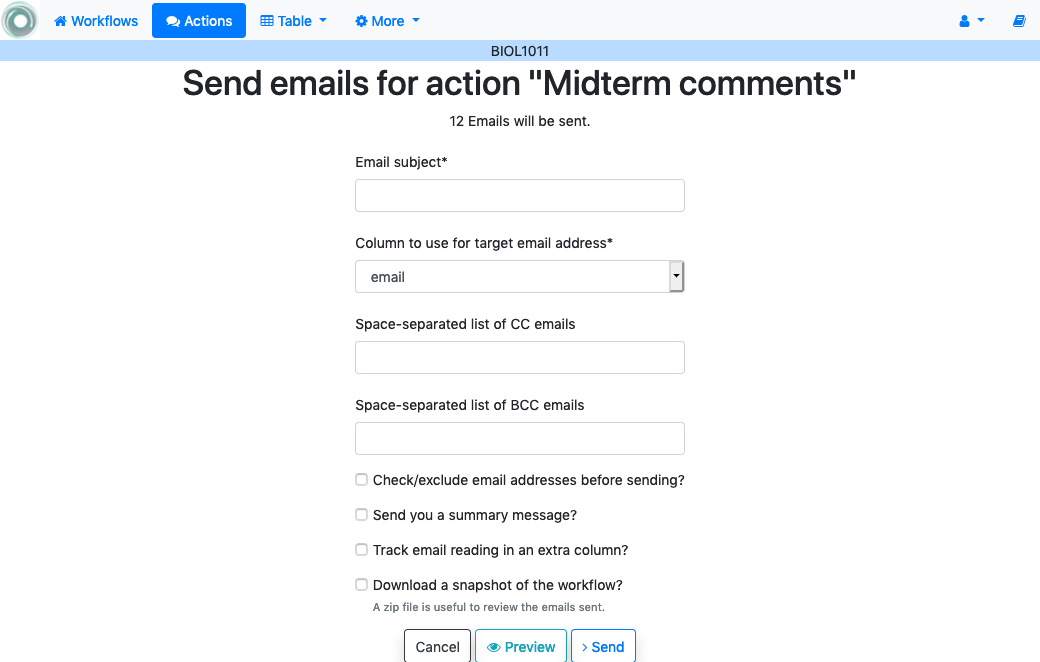 Workflows Actions Table More
BIOL1011
Send emails for action "Midterm comments"
12 Emails will be sent.
Email subject*
Column to use for target email address*
email
Space-separated list of CC emails
Space-separated list of BCC emails
Check/exclude email addresses before sending?
Send you a summary message?
Track email reading in an extra column?
Download a snapshot of the workflow?
A zip file is useful to review the emails sent.
Cancel Preview Send